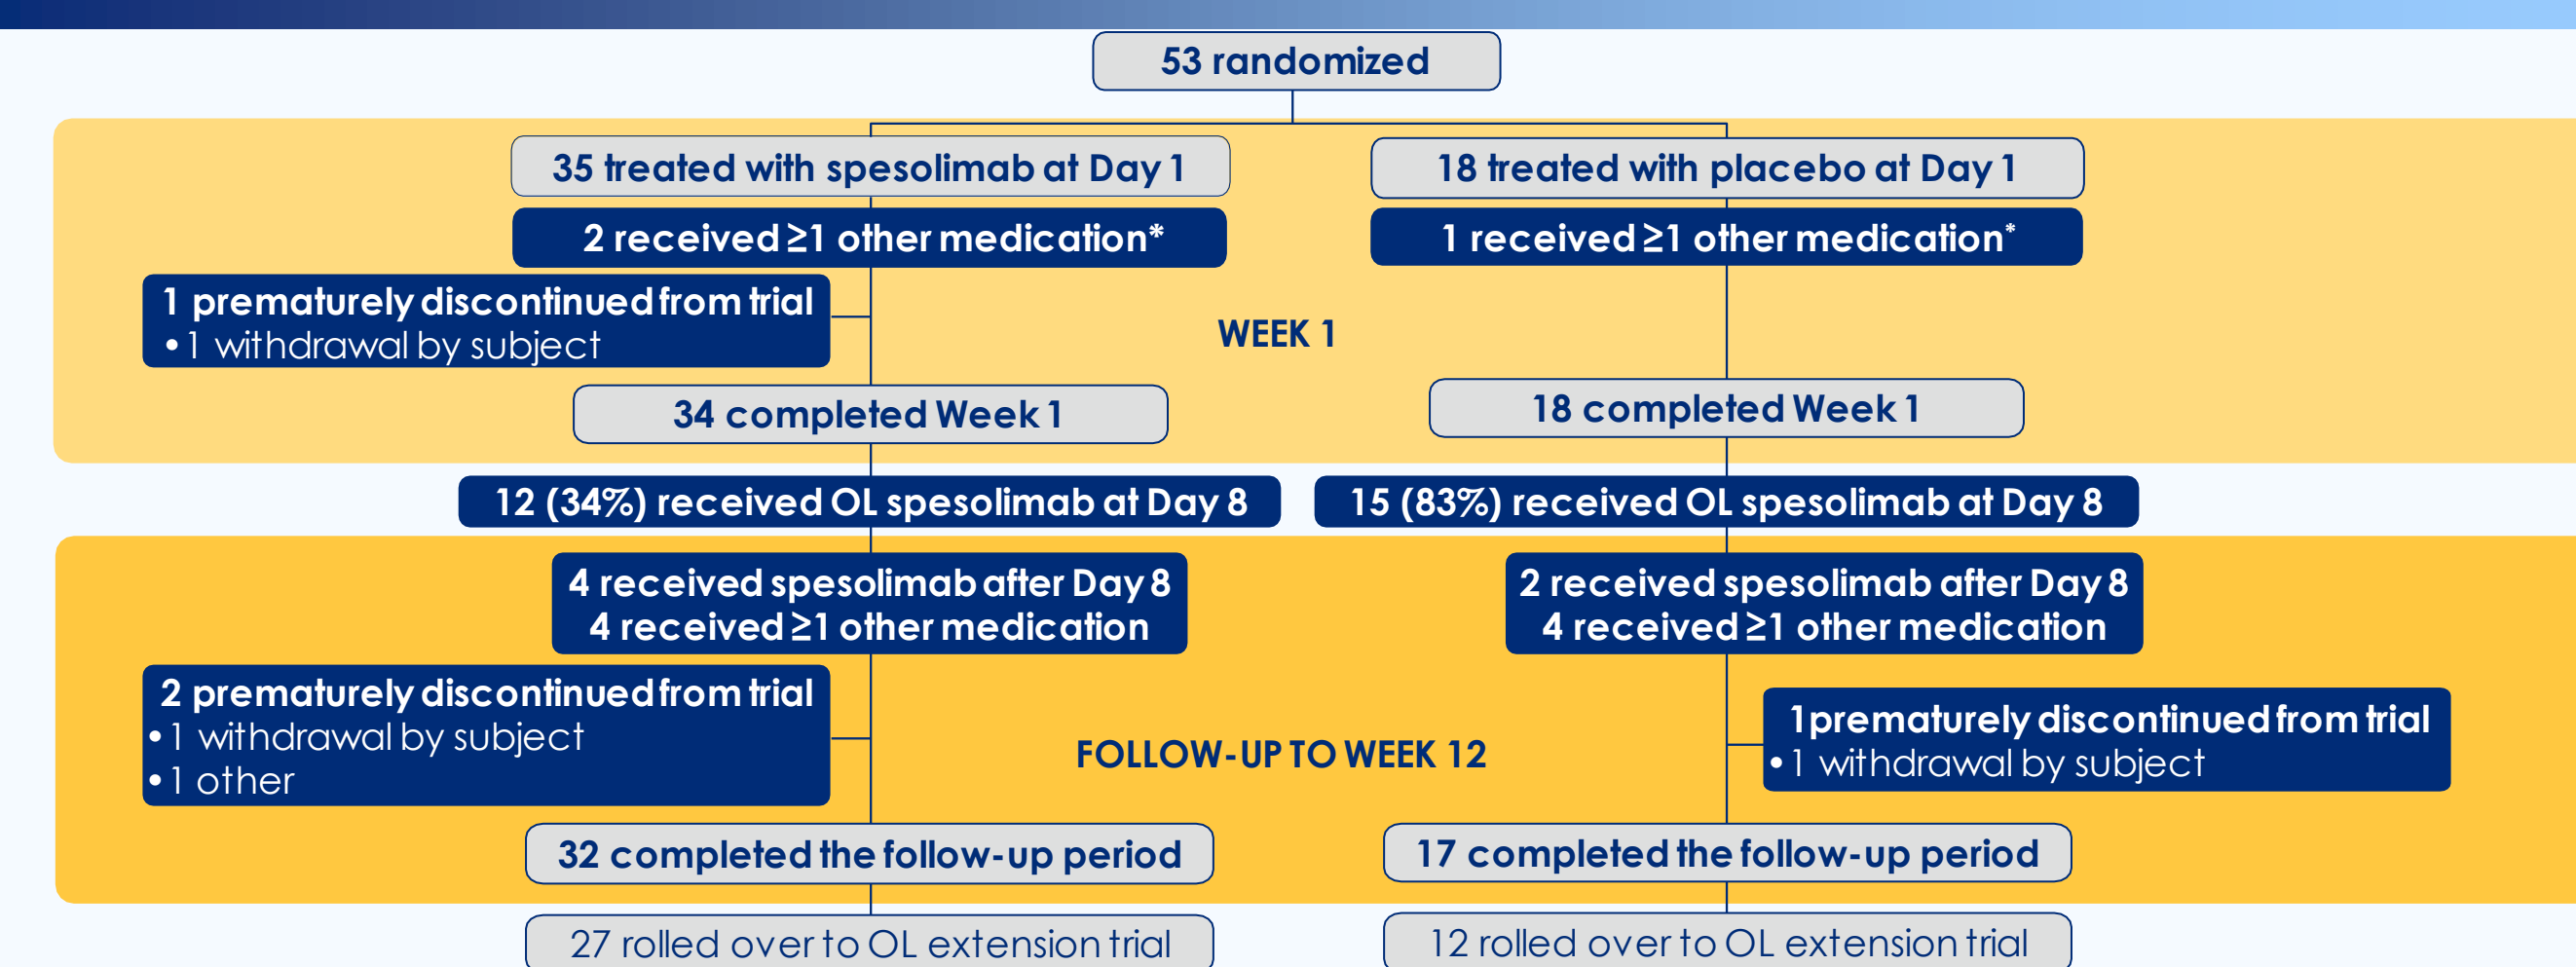 53 randomized
35 treated with spesolimab at Day 1
18 treated with placebo at Day 1
2 received ≥1 other medication*
1 received ≥1 other medication*
1 prematurely discontinued from trial
•1 withdrawal by subject
WEEK 1
34 completed Week 1
18 completed Week 1
12 (34%) received OL spesolimab at Day 8
15 (83%) received OL spesolimab at Day 8
4 received spesolimab after Day 8
4 received ≥1 other medication
2 received spesolimab after Day 8
4 received ≥1 other medication
2 prematurely discontinued from trial
•1 withdrawal by subject
•1 other
1prematurely discontinued from trial
•1 withdrawal by subject
FOLLOW-UP TO WEEK 12
32 completed the follow-up period
17 completed the follow-up period
27 rolled over to OL extension trial
12 rolled over to OL extension trial